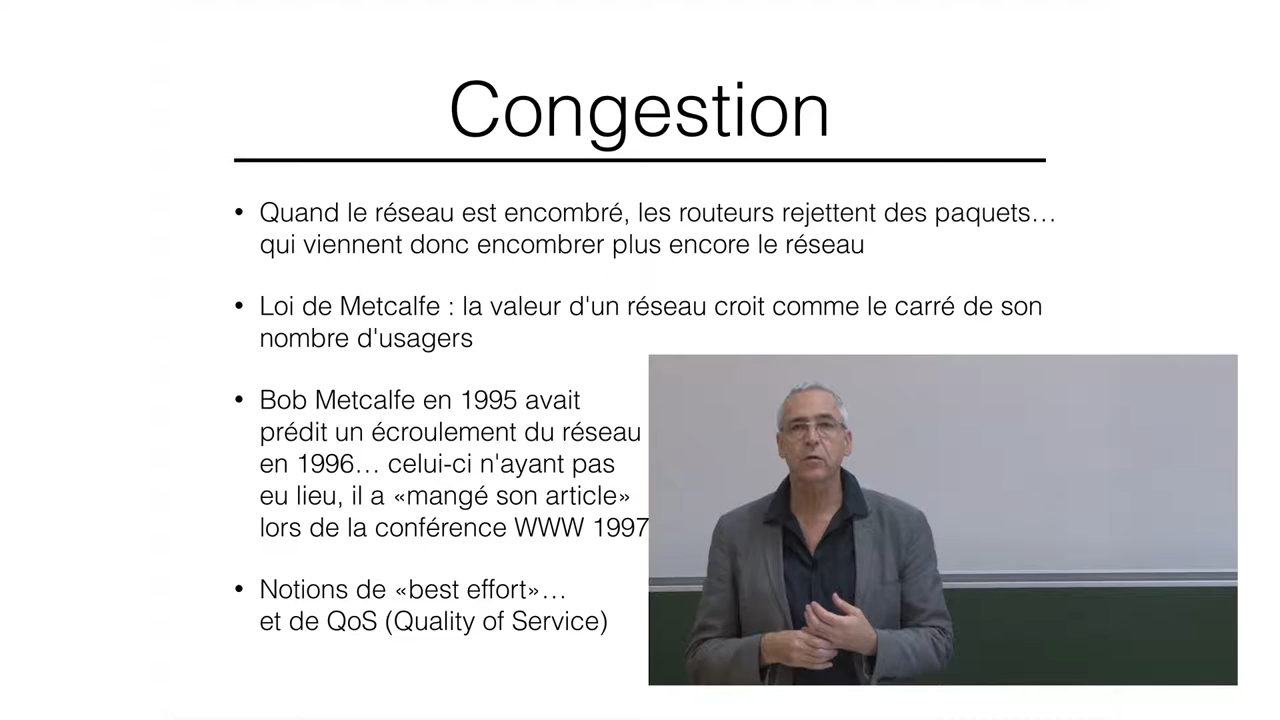 Congestion
• Quand le réseau est encombré, les routeurs rejettent des paquets…
qui viennent donc encombrer plus encore le réseau
• Loi de Metcalfe : la valeur d'un réseau croit comme le carré de son
nombre d'usagers
• Bob Metcalfe en 1995 avait
prédit un écroulement du réseau
en 1996… celui-ci n'ayant pas
eu lieu, il a «mangé son article»
lors de la conférence WWW 1997
• Notions de «best effort»…
et de QoS (Quality of Service)